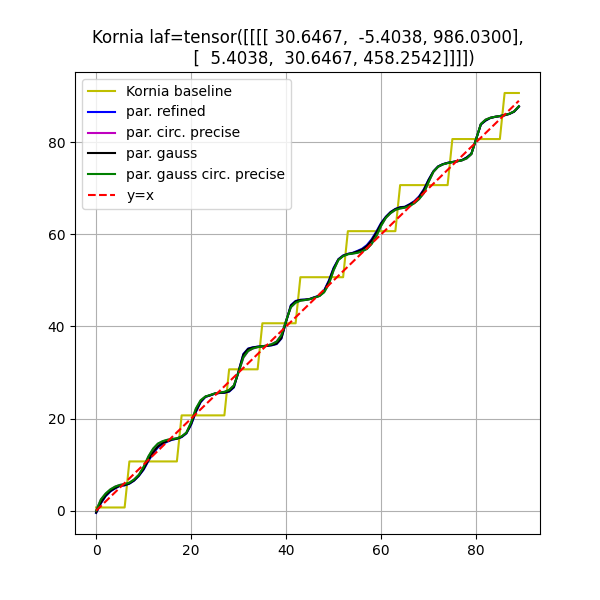 Kornia laf=tensor([[[[ 30.6467,  -5.4038, 986.0300],
[  5.4038,  30.6467, 458.2542]]]])
Kornia baseline
par. refined
par. circ. precise
par. gauss
par. gauss circ. precise
y=x
80
60
40
20
0
0 20 40 60 80